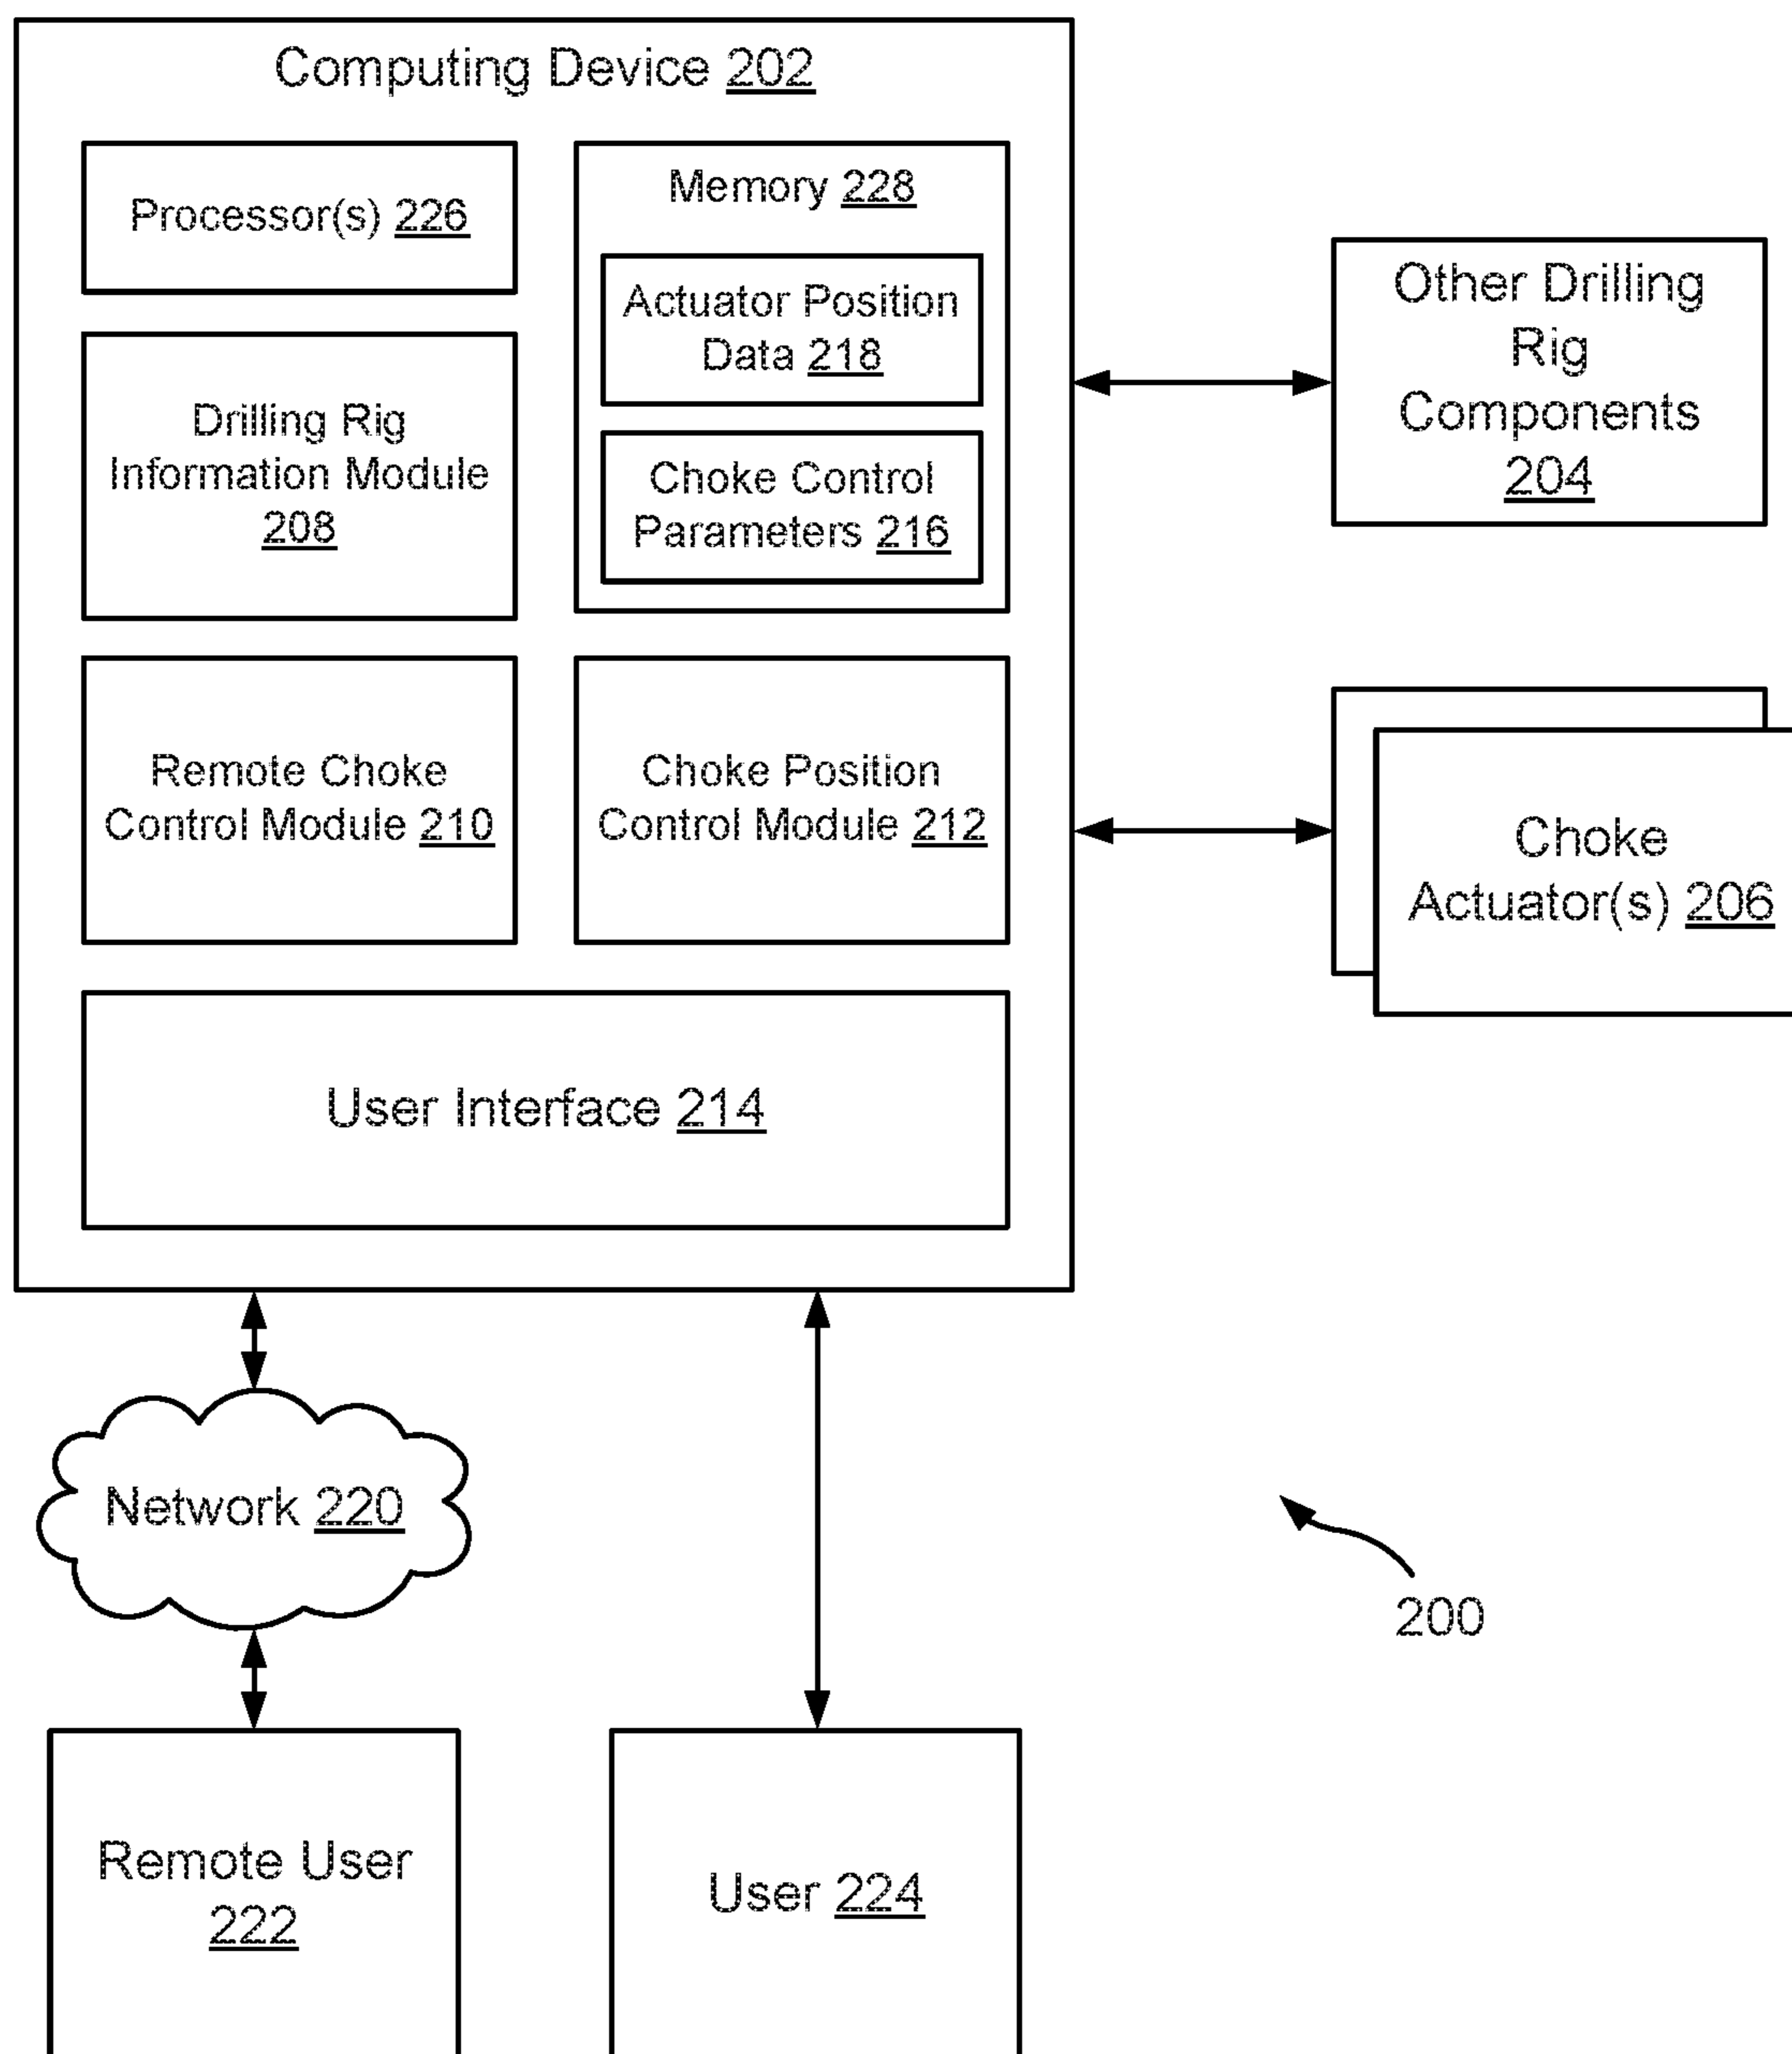 Computing Device 202
Processor(s) 226
Memory 228
Actuator Position
Data 218
Choke Control
Parameters 216
Drilling Rig
Information Module
208
Remote Choke
Control Module 210
Choke Position
Control Module 212
User Interface 214
Other Drilling
Rig
Components
204
Choke
Actuator(s) 206
Network 220
200
Remote User
222
User 224